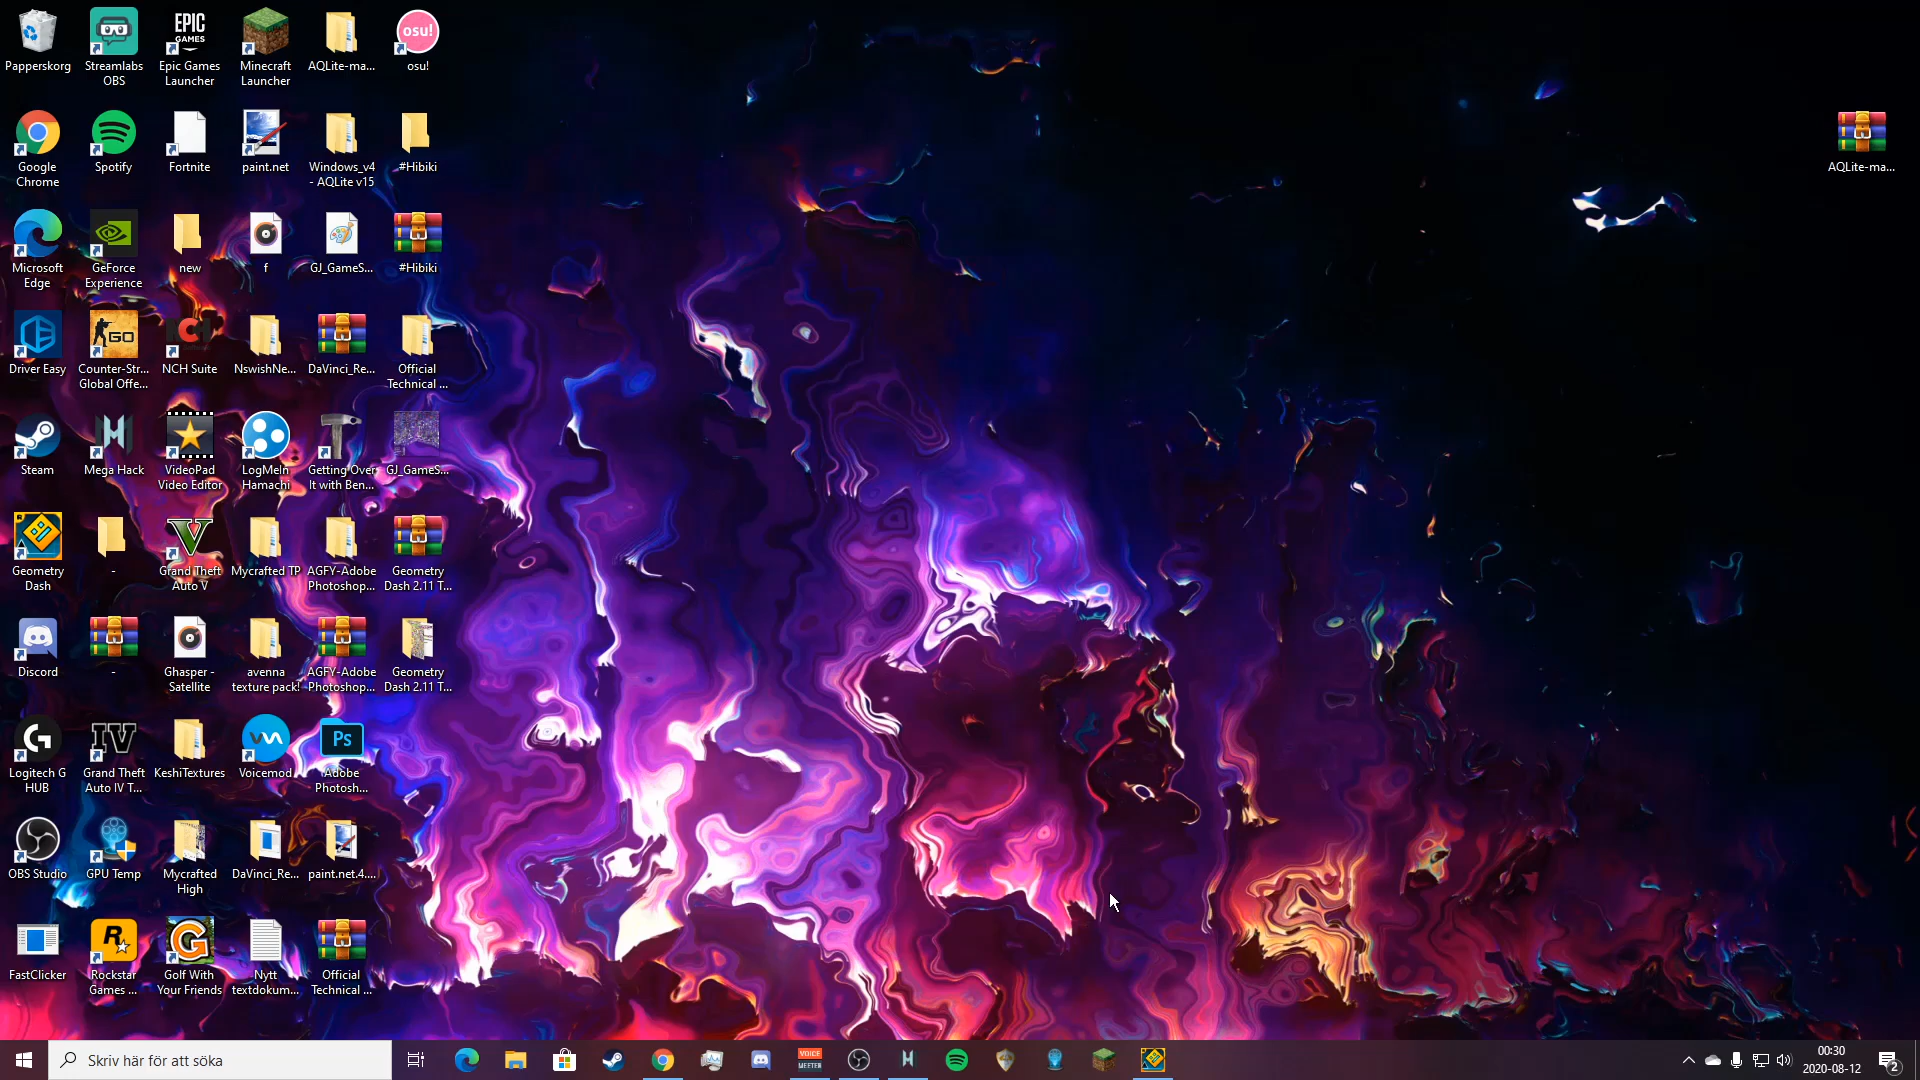 Papperskorg
Streamlabs
OBS
EPIC
GAMES
Epic Games
Launcher
Minecraft
Launcher
AQLite-ma...
osu!
osu!
Google
Chrome
Spotify
Fortnite
paint.net
Windows_v4
- AQLite v15
#Hibiki
AQLite-ma...
Microsoft
Edge
GeForce
Experience
new
f
GJ_GameS...
#Hibiki
Driver Easy
GO
Counter-Str...
Global Offe...
NCH
NCH Suite
NswishNe...
DaVinci_Re...
Official
Technical ...
Steam
Mega Hack
VideoPad
Video Editor
LogMeIn
Hamachi
Getting Over
It with Ben...
GJ_GameS...
Geometry
Dash
-
V
Grand Theft
Auto V
Mycrafted TP
AGFY-Adobe
Photoshop...
Geometry
Dash 2.11 T...
Discord
-
Ghasper -
Satellite
avenna
texture pack!
AGFY-Adobe
Photoshop...
Geometry
Dash 2.11 T...
Logitech G
HUB
IV
Grand Theft
Auto IV T...
KeshiTextures
Voicemod
Ps
Adobe
Photosh...
OBS Studio
GPU Temp
Mycrafted
High
DaVinci_Re...
paint.net.4....
FastClicker
R
Rockstar
Games ...
G
Golf With
Your Friends
Nytt
textdokum...
Official
Technical ...
Skriv här för att söka
VOICE
MEETER
00:30
2020-08-12
2